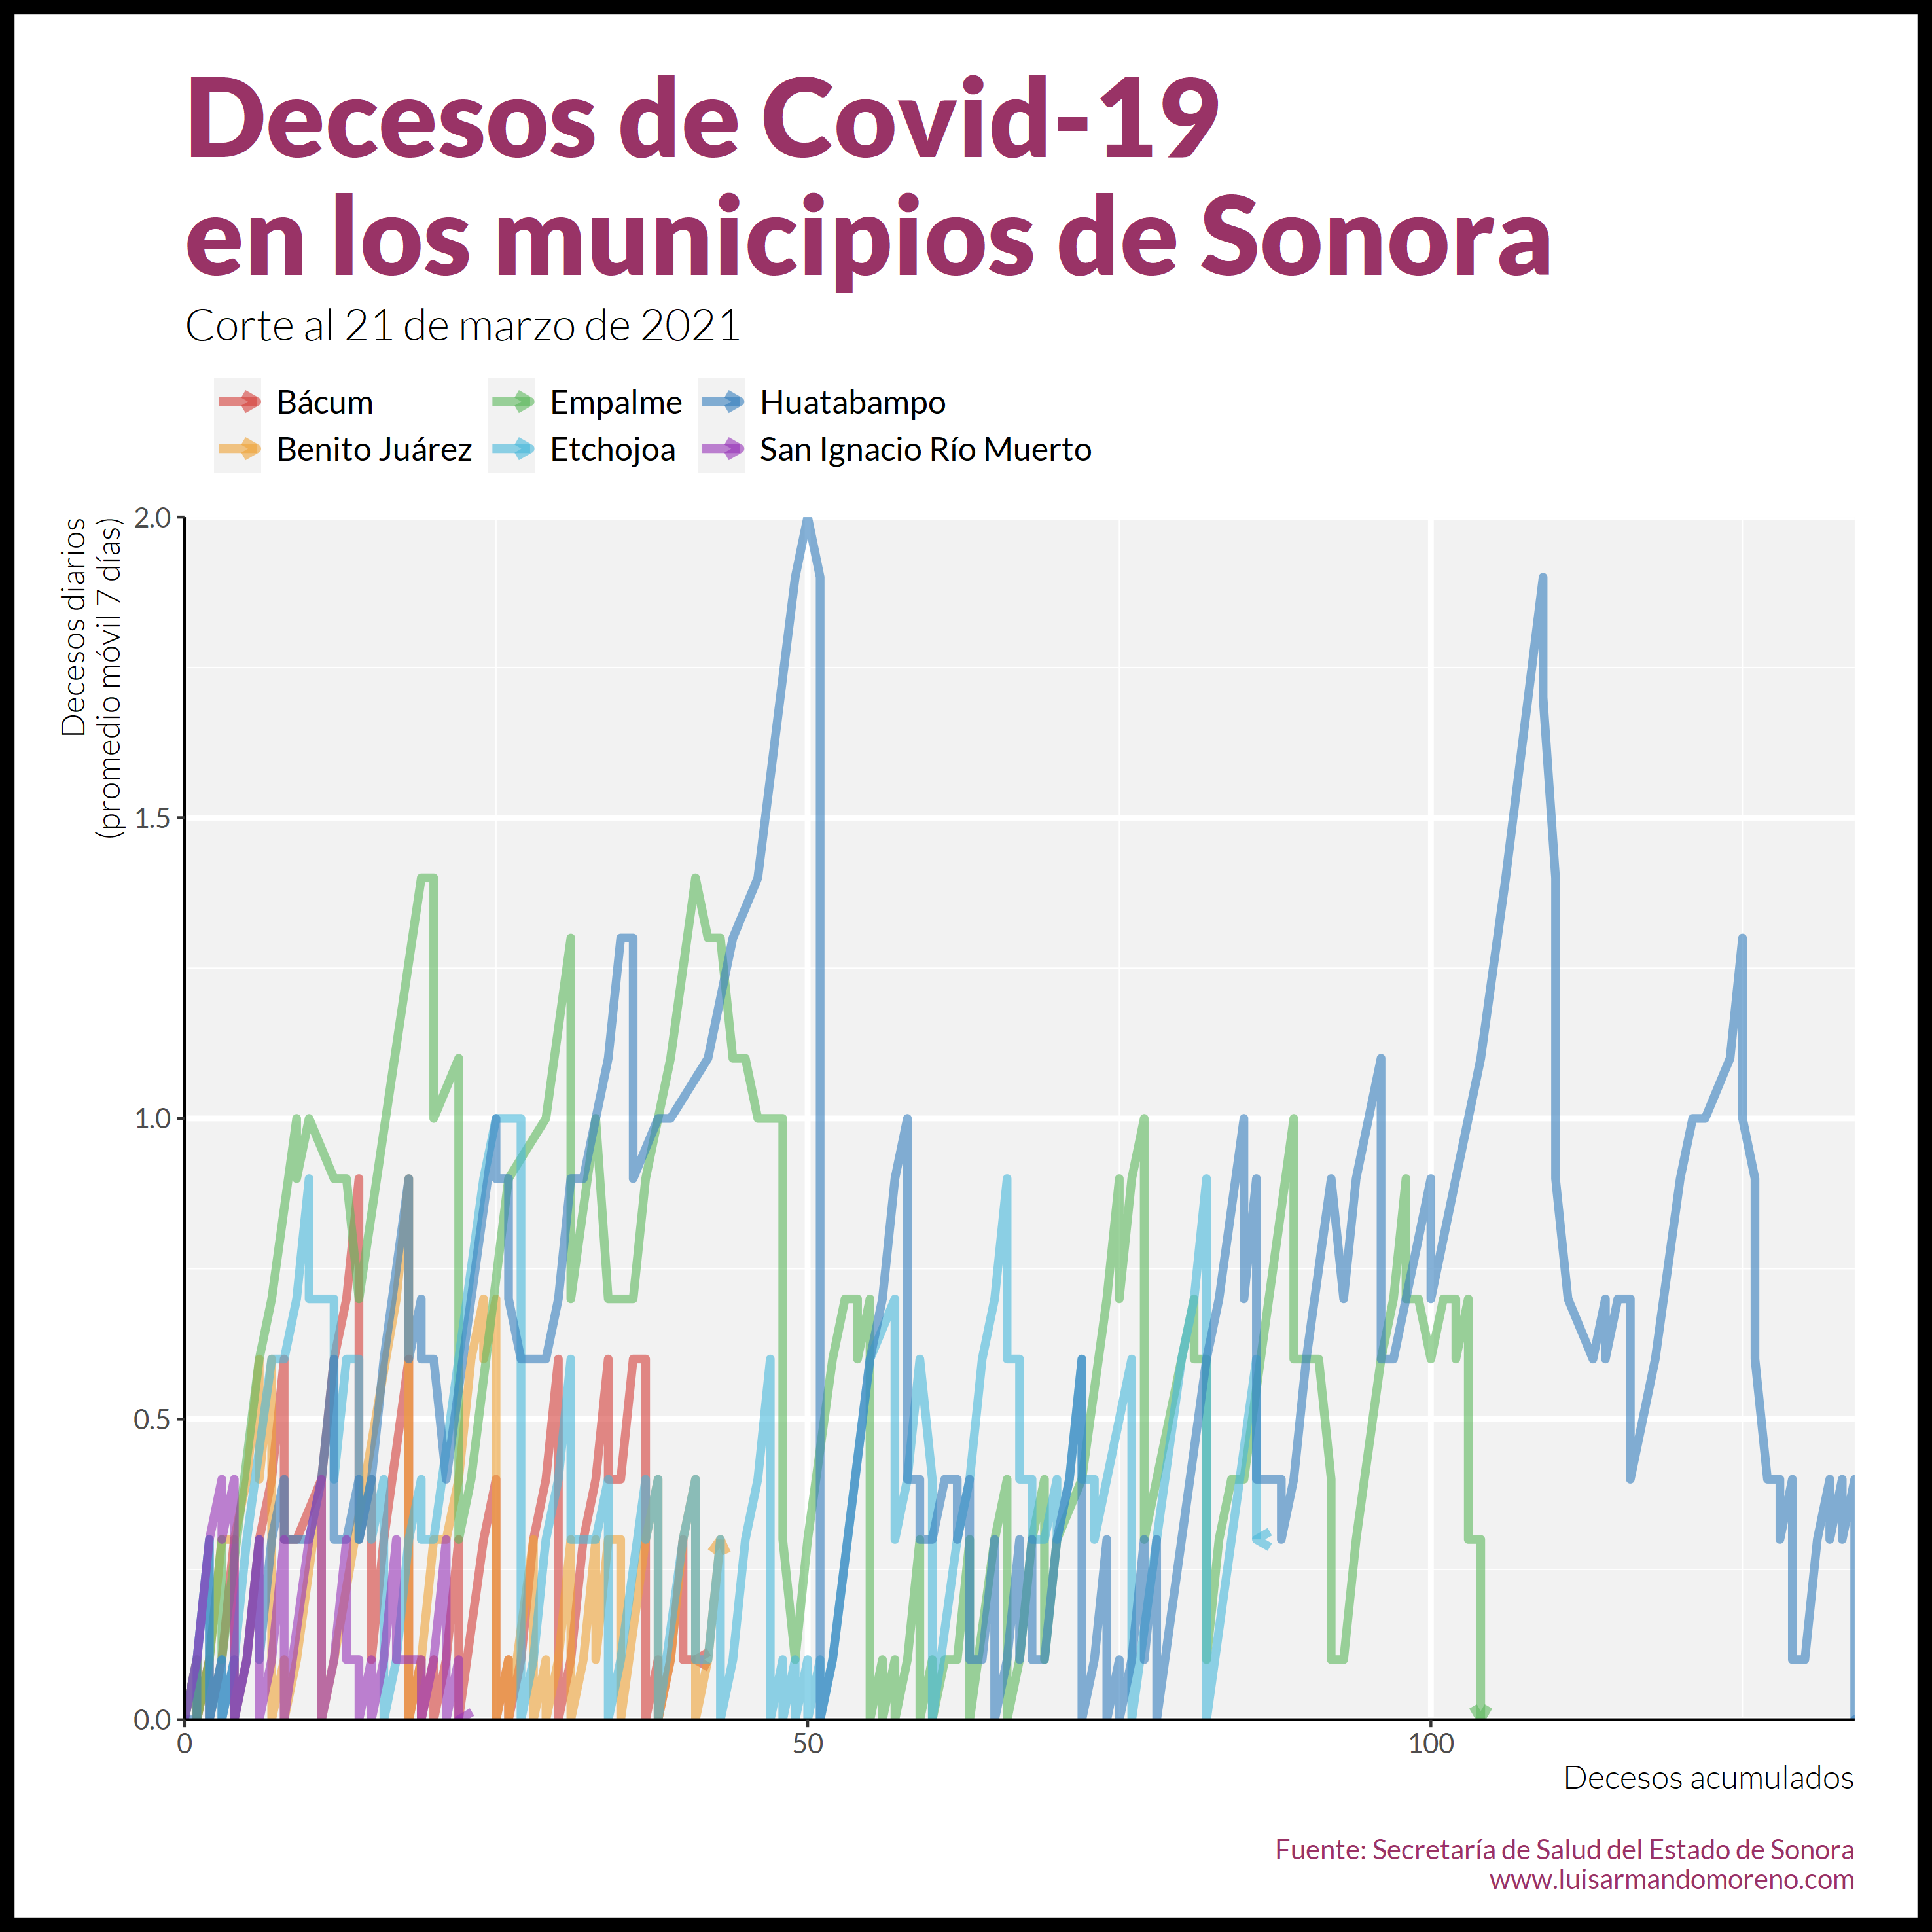 Decesos de Covid-19
en los municipios de Sonora
Corte al 21 de marzo de 2021
Bácum
Empalme
Huatabampo
Benito Juárez
Etchojoa
San Ignacio Río Muerto
Decesos diarios
(promedio móvil 7 días)
2.0
1.5
1.0
0.5
0.0
0
50
100
Decesos acumulados
Fuente: Secretaría de Salud del Estado de Sonora
www.luisarmandomoreno.com